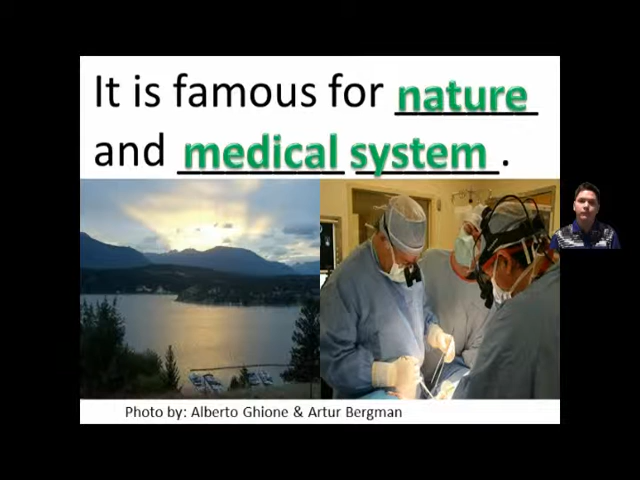 It is famous for nature
and medical system.
Photo by: Alberto Ghione & Artur Bergman